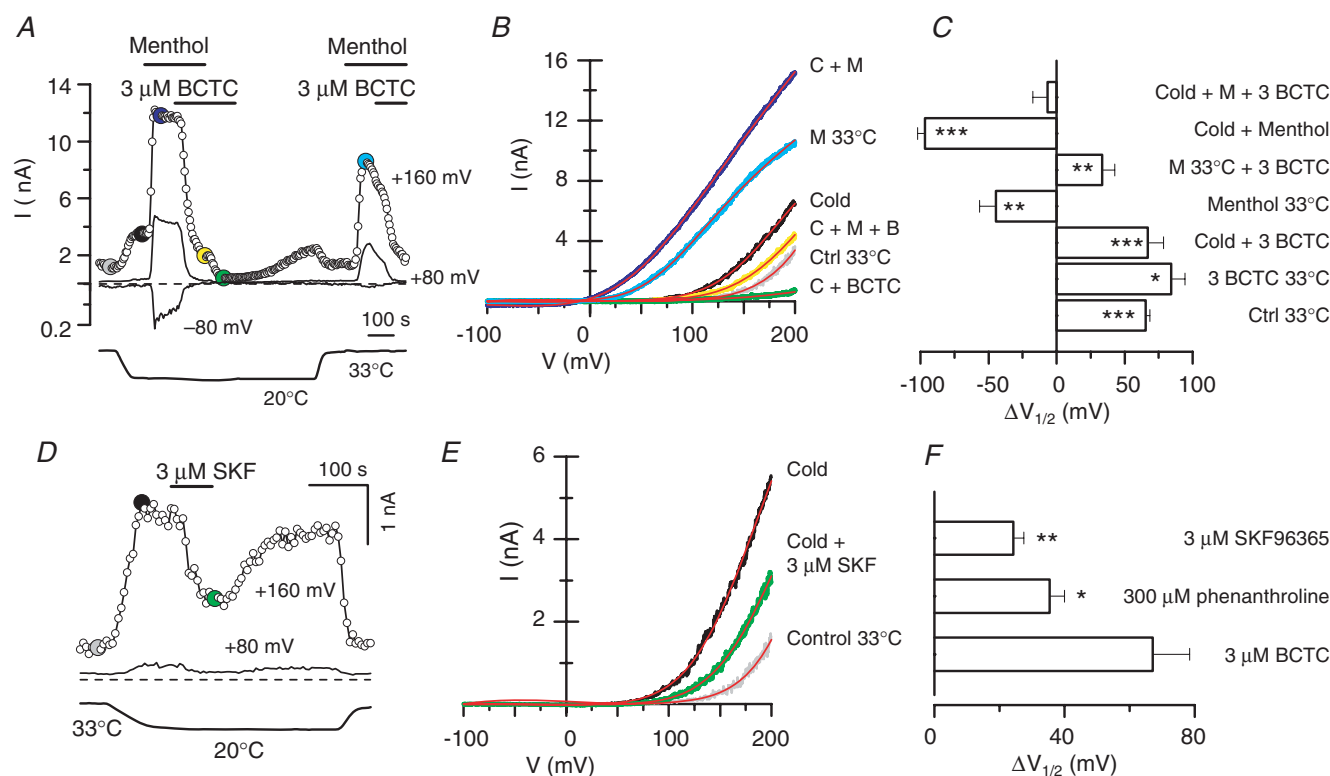 A
Menthol
Menthol
3 µM BCTC
3 µM BCTC
14
12
10
8
6
4
2
0.2
I (nA)
+160 mV
+80 mV
−80 mV
100 s
33°C
20°C
B
16
12
8
4
I (nA)
-100
0
100
200
V (mV)
C + M
M 33°C
Cold
C + M + B
Ctrl 33°C
C + BCTC
C
Cold + M + 3 BCTC
*** Cold + Menthol
** M 33°C + 3 BCTC
** Menthol 33°C
*** Cold + 3 BCTC
* 3 BCTC 33°C
*** Ctrl 33°C
-100 -50 0 50 100
ΔV1/2 (mV)
D
3 µM SKF
100 s
1 nA
+160 mV
+80 mV
33°C
20°C
E
6
4
2
I (nA)
-100 0 100 200
V (mV)
Cold
Cold +
3 µM SKF
Control 33°C
F
** 3 µM SKF96365
* 300 µM phenanthroline
3 µM BCTC
0 40 80
ΔV1/2 (mV)